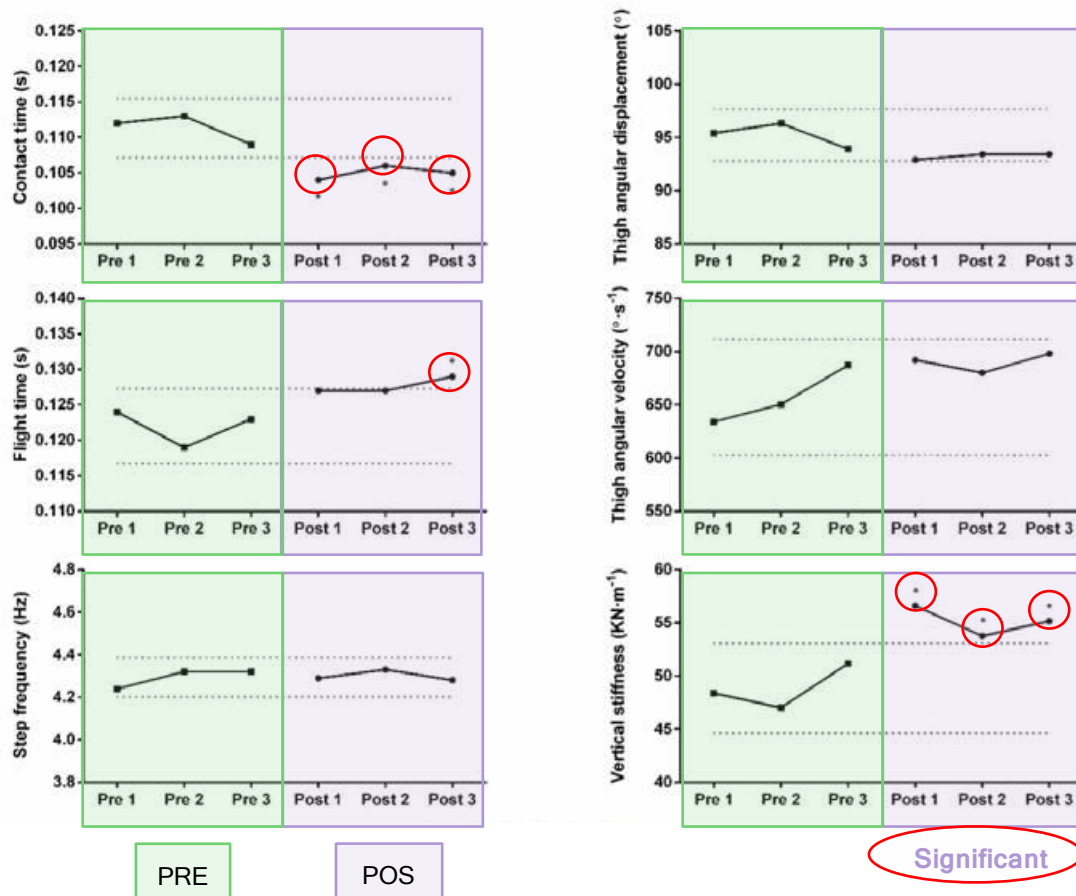 Contact time (s)
0.125
0.120
0.115
0.110
0.105
0.100
0.095
Pre 1 Pre 2 Pre 3 Post 1 Post 2 Post 3
* * *
Thigh angular displacement (°)
105
100
95
90
85
Pre 1 Pre 2 Pre 3 Post 1 Post 2 Post 3
Flight time (s)
0.140
0.135
0.130
0.125
0.120
0.115
0.110
Pre 1 Pre 2 Pre 3 Post 1 Post 2 Post 3
*
Thigh angular velocity (°·s⁻¹)
750
700
650
600
550
Pre 1 Pre 2 Pre 3 Post 1 Post 2 Post 3
Step frequency (Hz)
4.8
4.6
4.4
4.2
4.0
3.8
Pre 1 Pre 2 Pre 3 Post 1 Post 2 Post 3
Vertical stiffness (KN·m⁻¹)
60
55
50
45
40
Pre 1 Pre 2 Pre 3 Post 1 Post 2 Post 3
* * *
PRE
POS
Significant